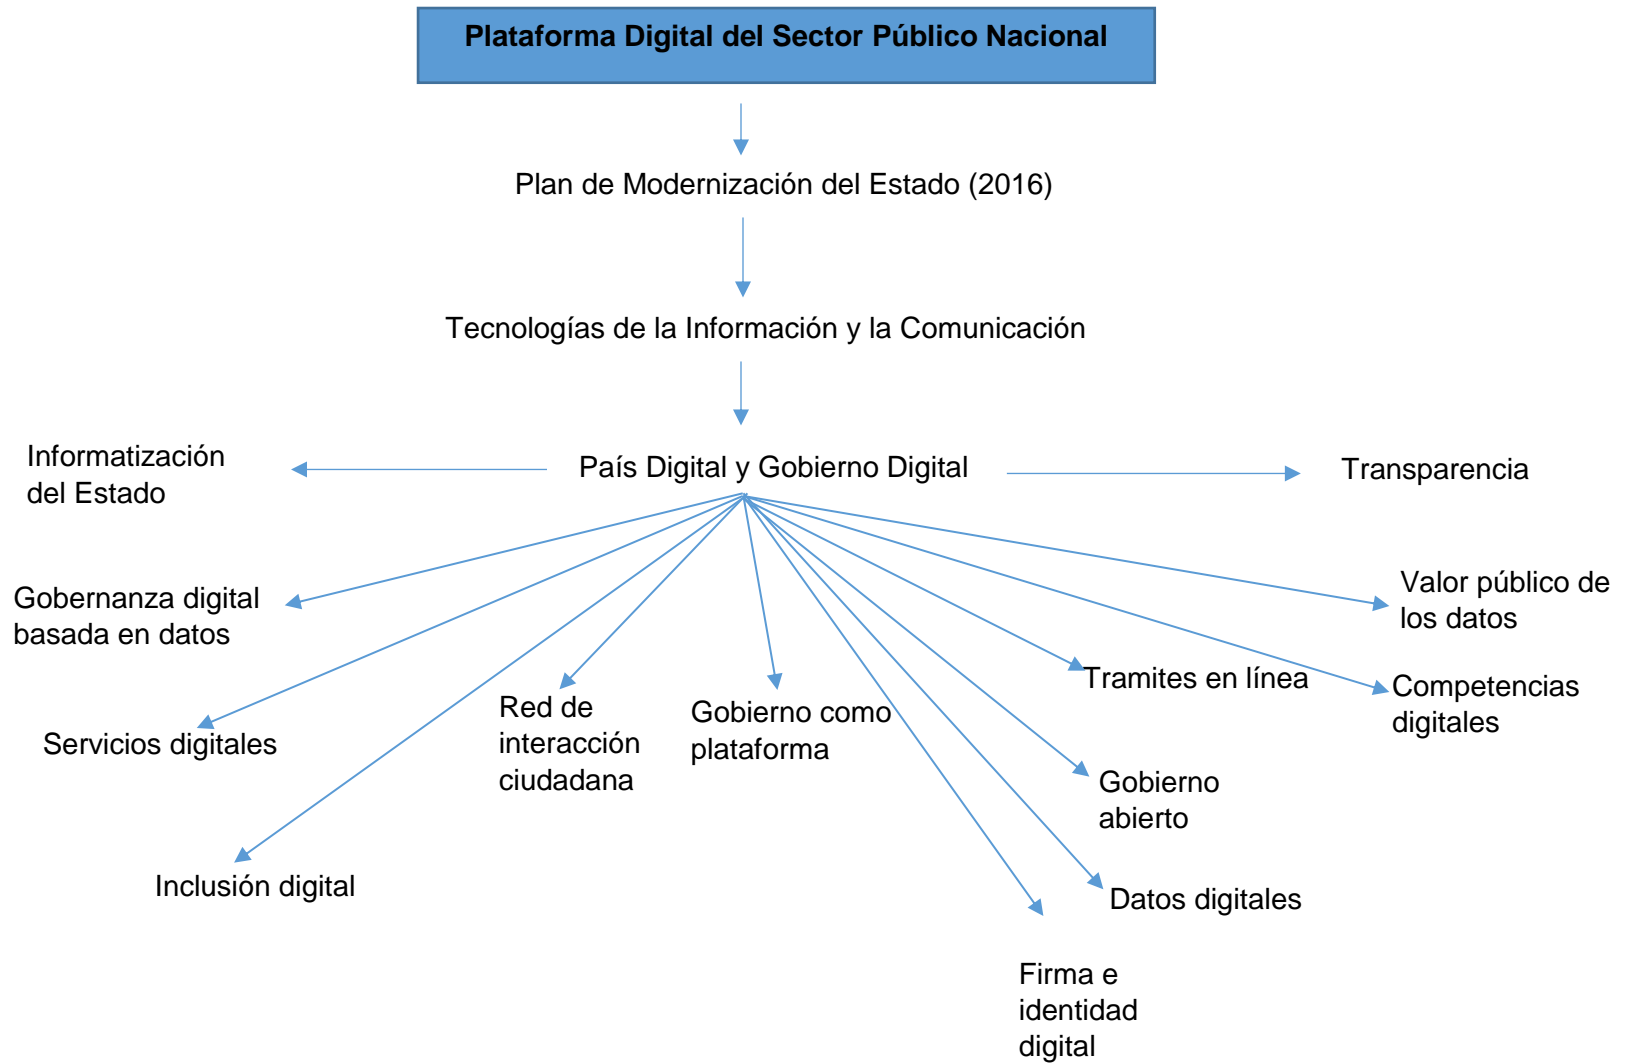 Plataforma Digital del Sector Público Nacional
Plan de Modernización del Estado (2016)
Tecnologías de la Información y la Comunicación
Informatización
del Estado
País Digital y Gobierno Digital
Transparencia
Gobernanza digital
basada en datos
Valor público de
los datos
Servicios digitales
Red de
interacción
ciudadana
Gobierno como
plataforma
Tramites en línea
Competencias
digitales
Gobierno
abierto
Inclusión digital
Datos digitales
Firma e
identidad
digital